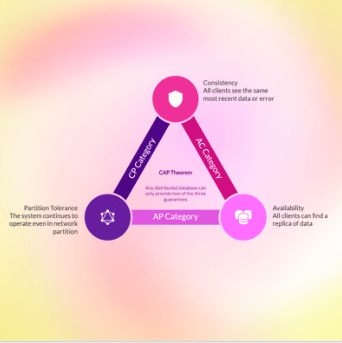 Consistency
All clients see the same
most recent data or error
CP Category
AC Category
CAP Theorem
Any distributed database can
only provide two of the three
guarantees
Partition Tolerance
The system continues to
operate even in network
partition
AP Category
Availability
All clients can find a
replica of data